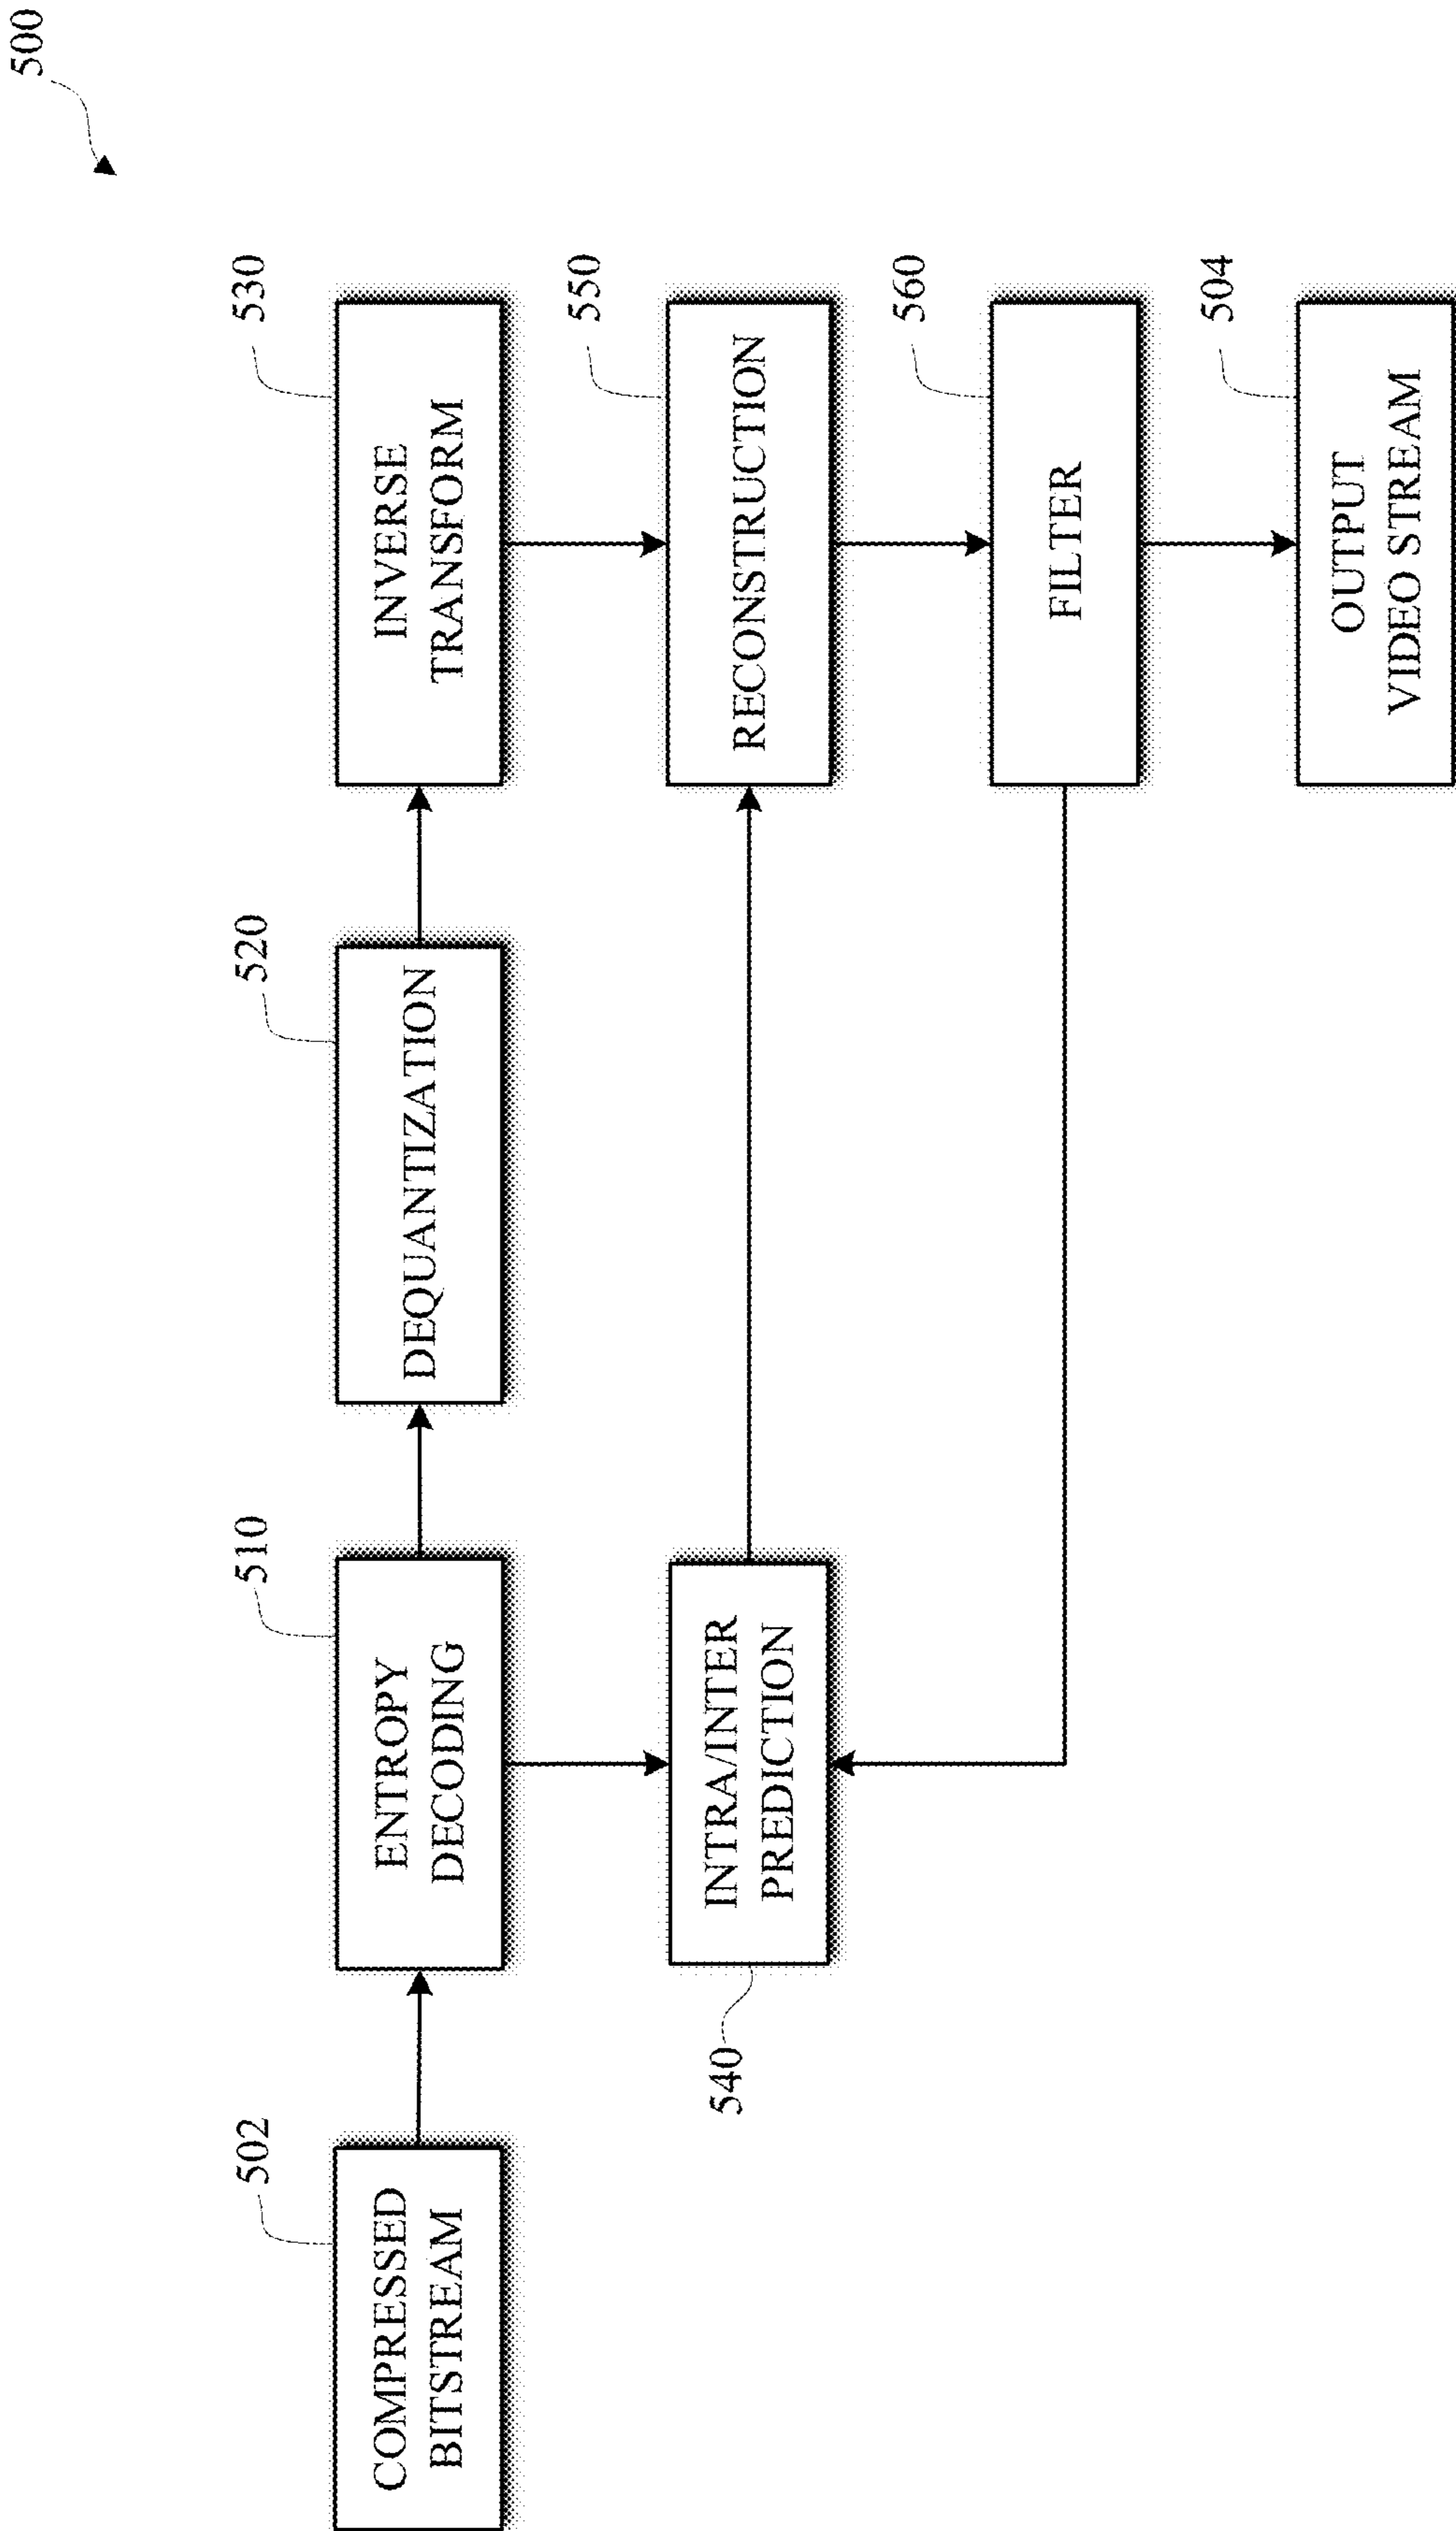 500
502
COMPRESSED
BITSTREAM
510
ENTROPY
DECODING
520
DEQUANTIZATION
530
INVERSE
TRANSFORM
540
INTRA/INTER
PREDICTION
550
RECONSTRUCTION
560
FILTER
504
OUTPUT
VIDEO STREAM